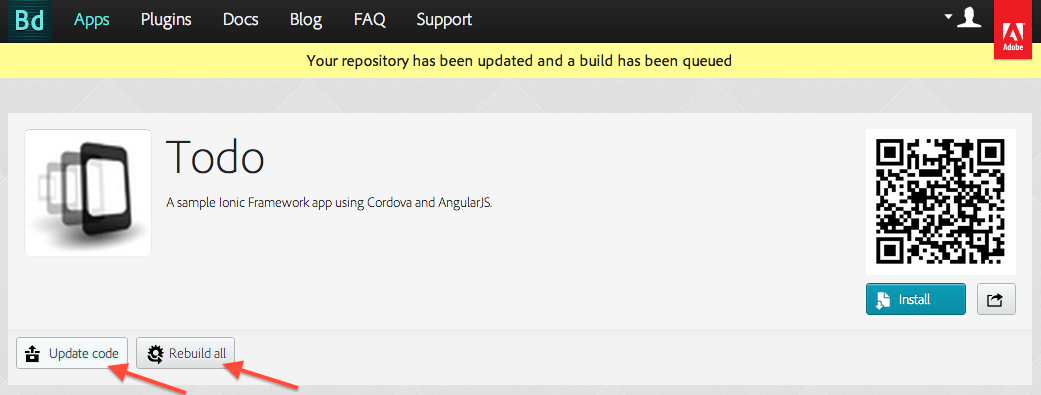 Bd Apps Plugins Docs Blog FAQ Support
Adobe
Your repository has been updated and a build has been queued
Todo
A sample Ionic Framework app using Cordova and AngularJS.
Install
Update code Rebuild all